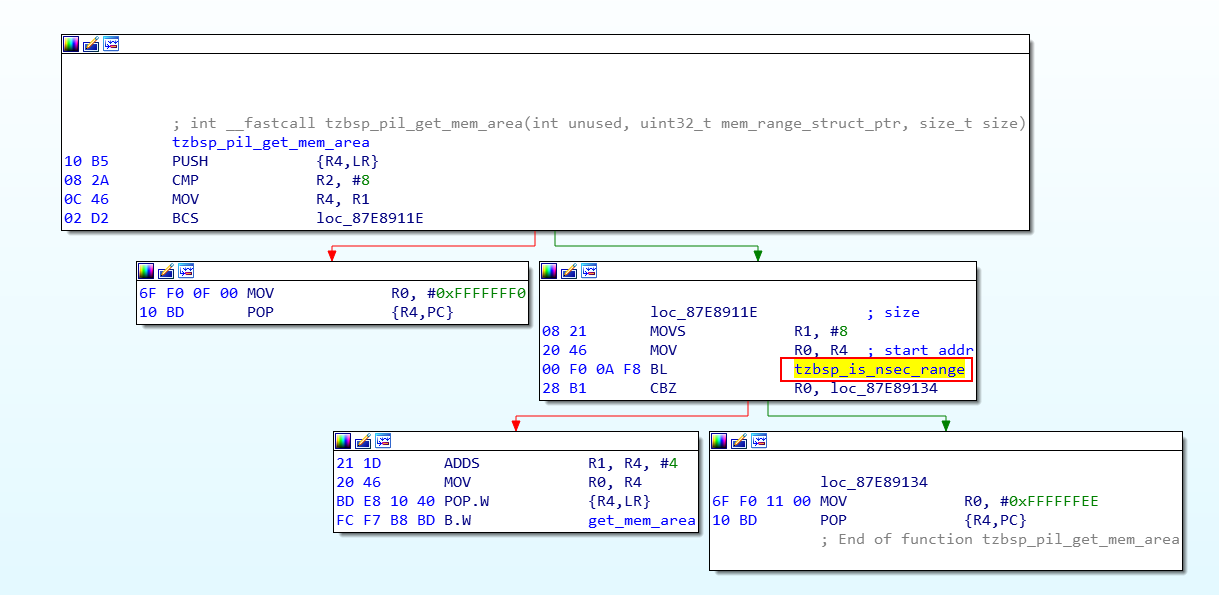 ; int __fastcall tzbsp_pil_get_mem_area(int unused, uint32_t mem_range_struct_ptr, size_t size)
tzbsp_pil_get_mem_area
10 B5 PUSH {R4,LR}
08 2A CMP R2, #8
0C 46 MOV R4, R1
02 D2 BCS loc_87E8911E
6F F0 0F 00 MOV R0, #0xFFFFFFF0
10 BD POP {R4,PC}
loc_87E8911E ; size
08 21 MOVS R1, #8
20 46 MOV R0, R4 ; start addr
00 F0 0A F8 BL tzbsp_is_nsec_range
28 B1 CBZ R0, loc_87E89134
21 1D ADDS R1, R4, #4
20 46 MOV R0, R4
BD E8 10 40 POP.W {R4,LR}
FC F7 B8 BD B.W get_mem_area
loc_87E89134
6F F0 11 00 MOV R0, #0xFFFFFFEE
10 BD POP {R4,PC}
; End of function tzbsp_pil_get_mem_area